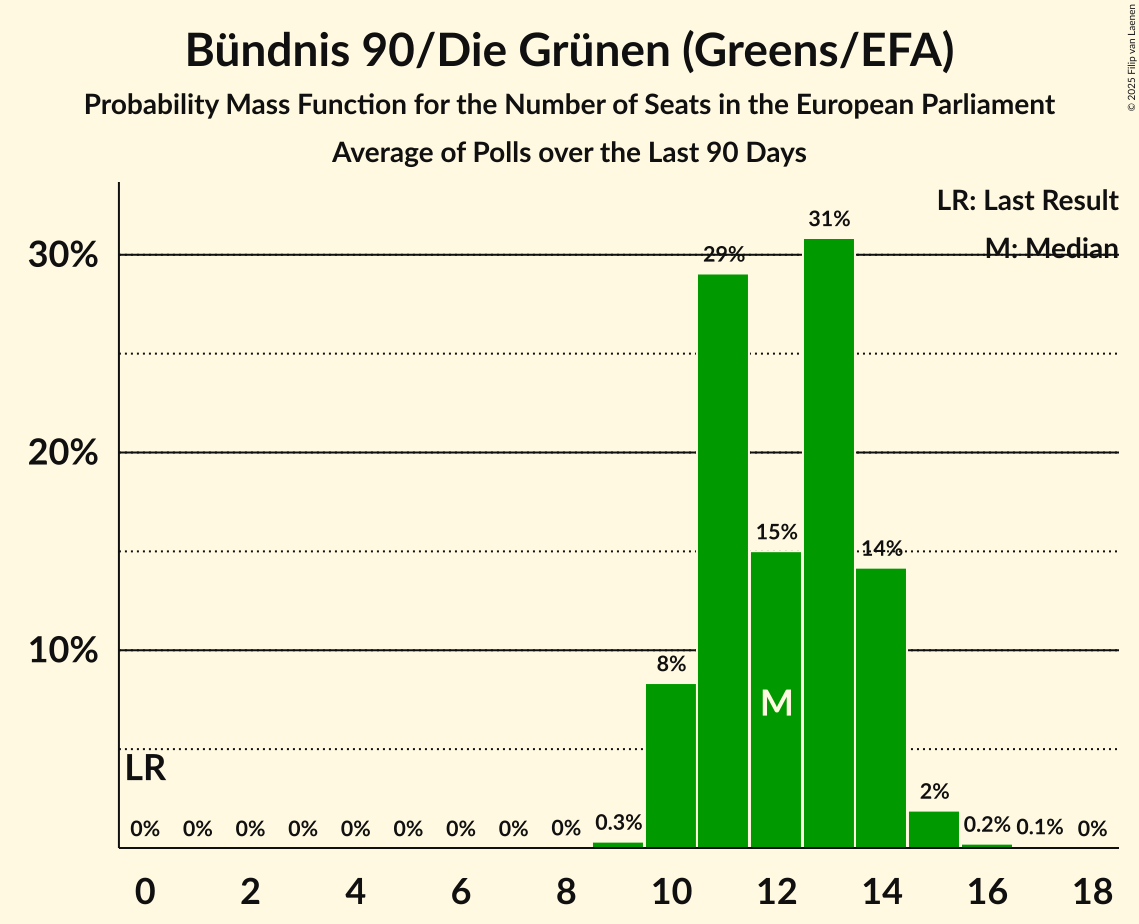 Bündnis 90/Die Grünen (Greens/EFA)
Probability Mass Function for the Number of Seats in the European Parliament
Average of Polls over the Last 90 Days
© 2025 Filip van Laenen
LR: Last Result
M: Median
30%
20%
10%
31%
29%
15%
14%
8%
M
LR
2%
0% 0% 0% 0% 0% 0% 0% 0% 0% 0.3% 0.2% 0.1% 0%
0 2 4 6 8 10 12 14 16 18